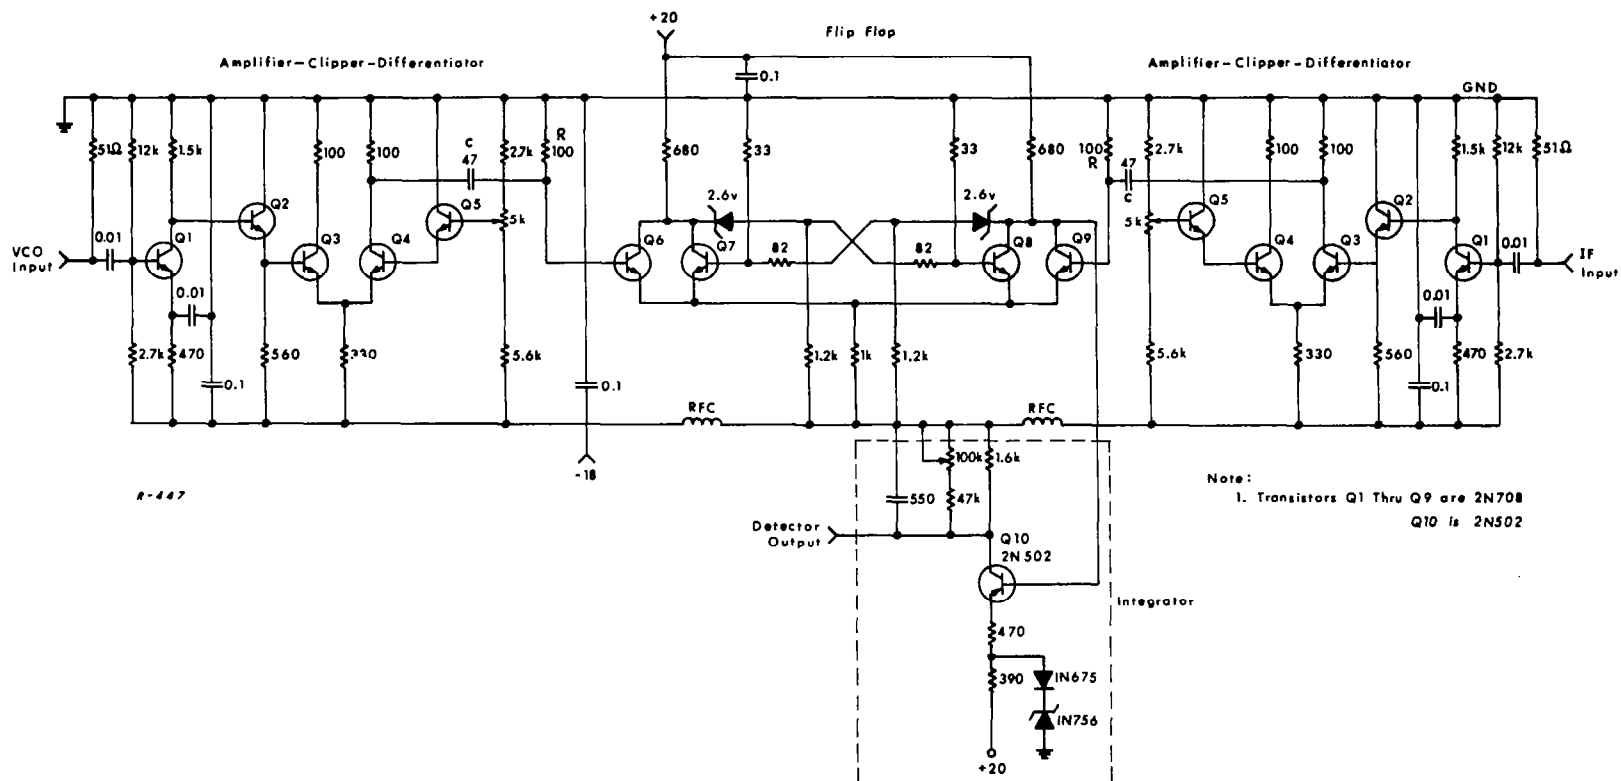 +20
Flip Flop
Amplifier-Clipper-Differentiator
Amplifier-Clipper-Differentiator
0.1
GND
51Ω
12k
1.5k
100
100
C
47
2.7k
R
100
680
33
33
680
100
R
47
C
2.7k
100
100
1.5k
12k
51Ω
2.6v
2.6v
Q2
Q5
5k
5k
Q5
Q2
VCO
Input
0.01
Q1
Q3
Q4
Q6
Q7
82
82
Q8
Q9
Q4
Q3
Q1
0.01
IF
Input
0.01
0.01
2.7k
470
560
330
5.6k
1.2k
1k
1.2k
5.6k
330
560
470
2.7k
0.1
0.1
0.1
RFC
RFC
-18
100k
1.6k
550
47k
R-447
Note:
1. Transistors Q1 Thru Q9 are 2N708
Q10 is 2N502
Detector
Output
Q10
2N502
Integrator
470
390
IN675
IN756
+20